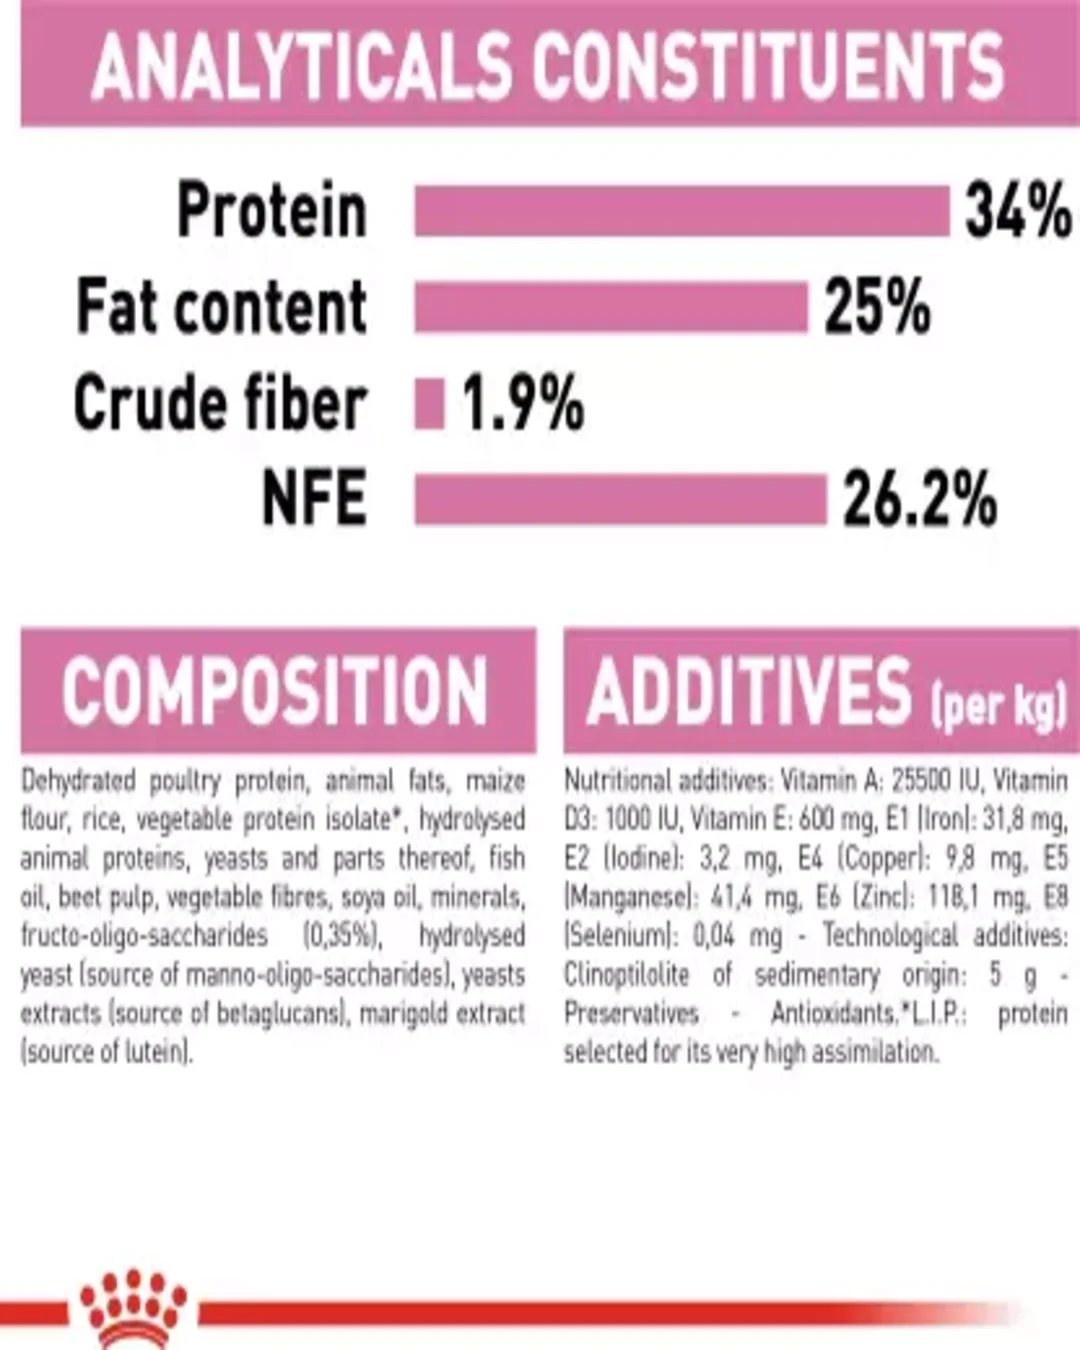 ANALYTICALS CONSTITUENTS
Protein 34%
Fat content 25%
Crude fiber 1.9%
NFE 26.2%
COMPOSITION
Dehydrated poultry protein, animal fats, maize
flour, rice, vegetable protein isolate*, hydrolysed
animal proteins, yeasts and parts thereof, fish
oil, beet pulp, vegetable fibres, soya oil, minerals,
fructo-oligo-saccharides (0,35%), hydrolysed
yeast (source of manno-oligo-saccharides), yeasts
extracts (source of betaglucans), marigold extract
(source of lutein).
ADDITIVES (per kg)
Nutritional additives: Vitamin A: 25500 IU, Vitamin
D3: 1000 IU, Vitamin E: 600 mg, E1 (Iron): 31,8 mg,
E2 (Iodine): 3,2 mg, E4 (Copper): 9,8 mg, E5
(Manganese): 41,4 mg, E6 (Zinc): 118,1 mg, E8
(Selenium): 0,04 mg - Technological additives:
Clinoptilolite of sedimentary origin: 5 g -
Preservatives - Antioxidants.*L.I.P.: protein
selected for its very high assimilation.